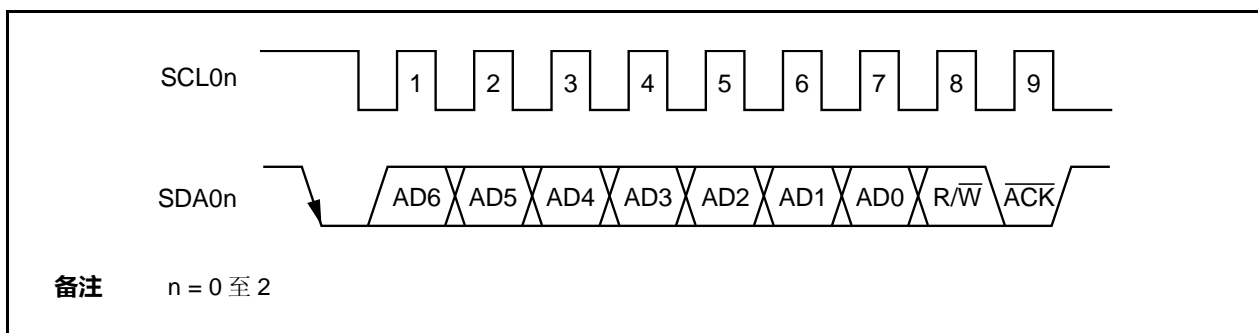 SCL0n 1 2 3 4 5 6 7 8 9
SDA0n AD6 AD5 AD4 AD3 AD2 AD1 AD0 R/W̅ A̅C̅K̅
备注 n = 0 至 2